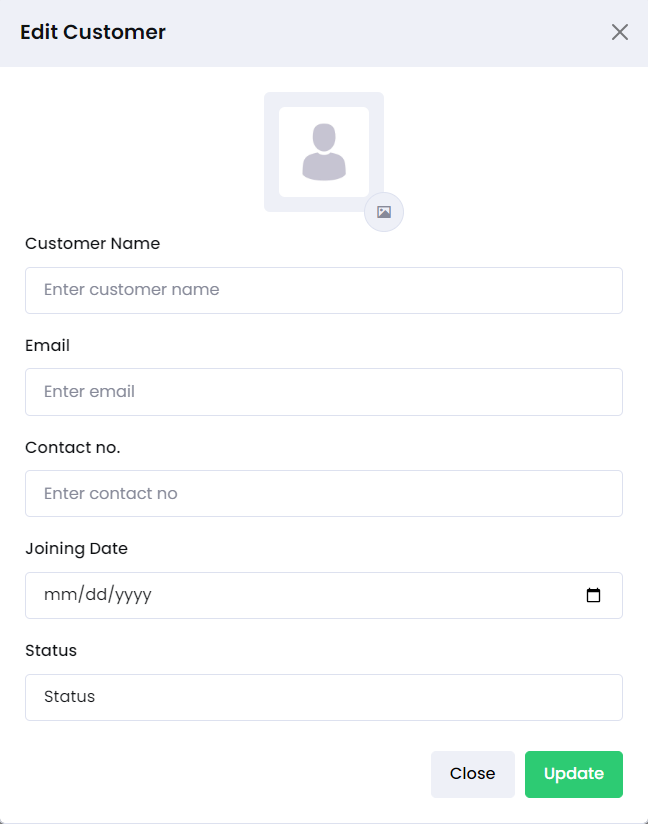 Edit Customer
Customer Name
Enter customer name
Email
Enter email
Contact no.
Enter contact no
Joining Date
mm/dd/yyyy
Status
Status
Close Update